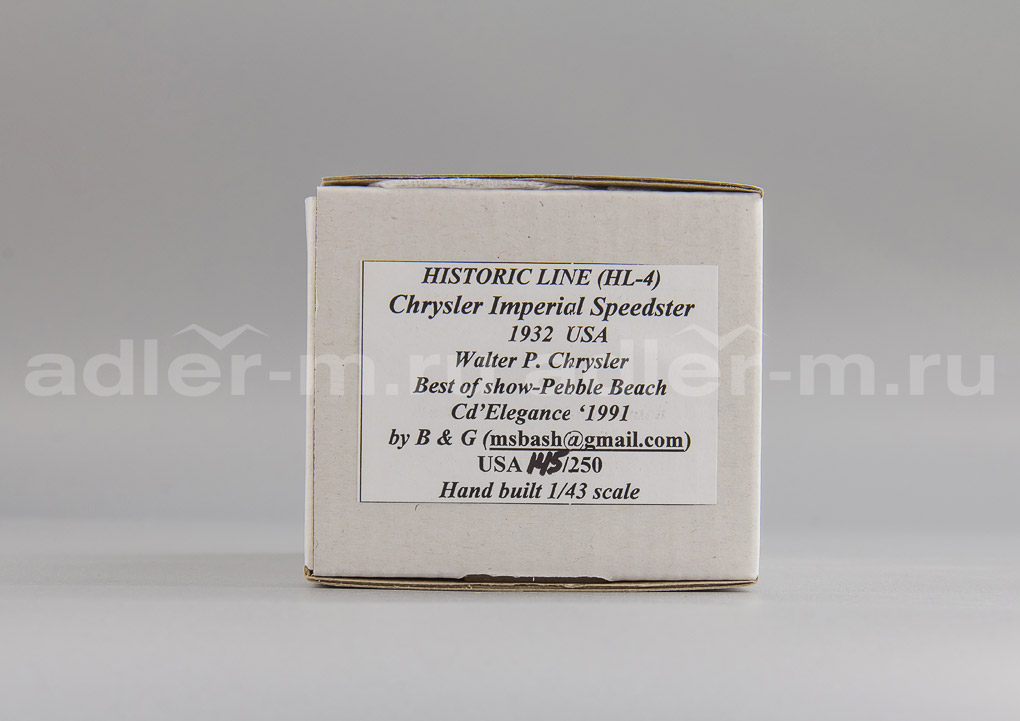 HISTORIC LINE (HL-4)
Chrysler Imperial Speedster
1932 USA
Walter P. Chrysler
Best of show-Pebble Beach
Cd'Elegance ‘1991
by B & G (msbash@gmail.com)
USA 145/250
Hand built 1/43 scale
adler-m.ru adler-m.ru